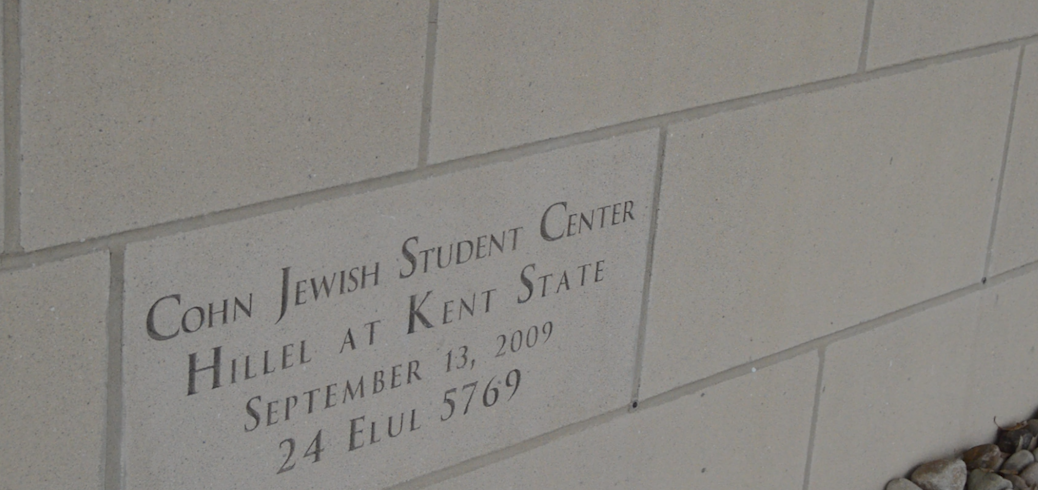 Cohn Jewish Student Center
Hillel at Kent State
September 13, 2009
24 Elul 5769